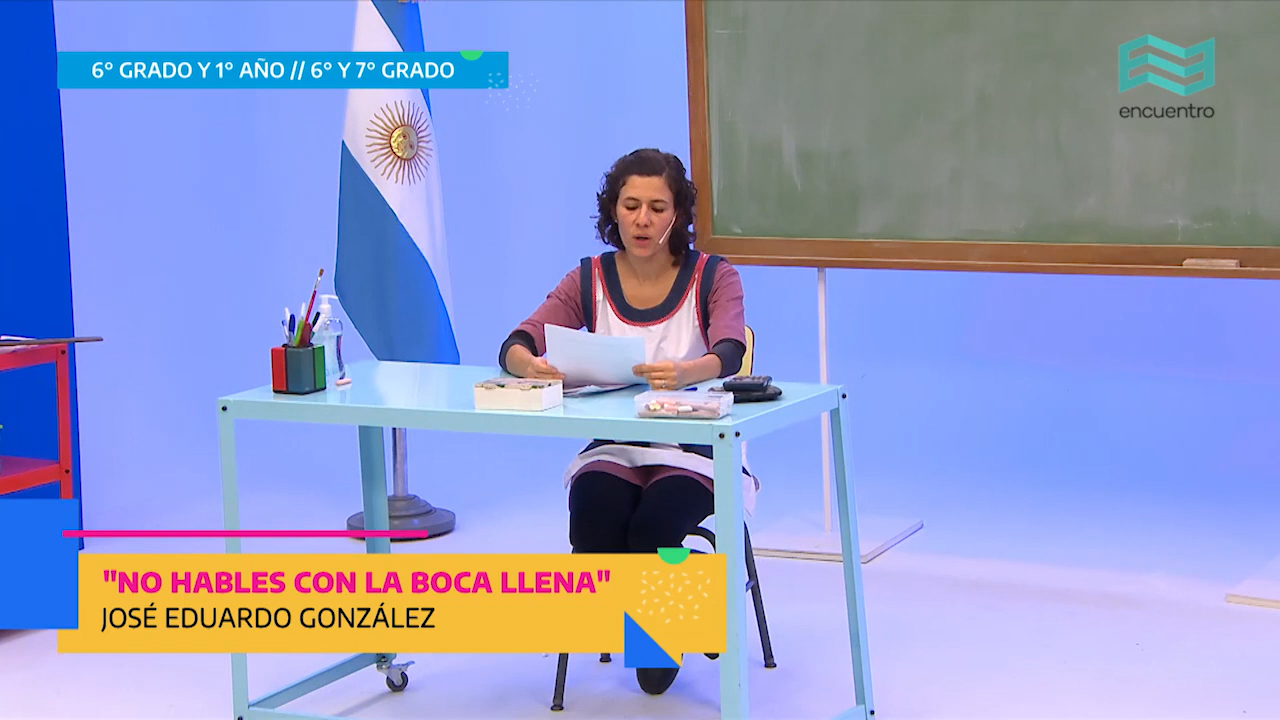 6° GRADO Y 1° AÑO // 6° Y 7° GRADO
encuentro
"NO HABLES CON LA BOCA LLENA"
JOSÉ EDUARDO GONZÁLEZ